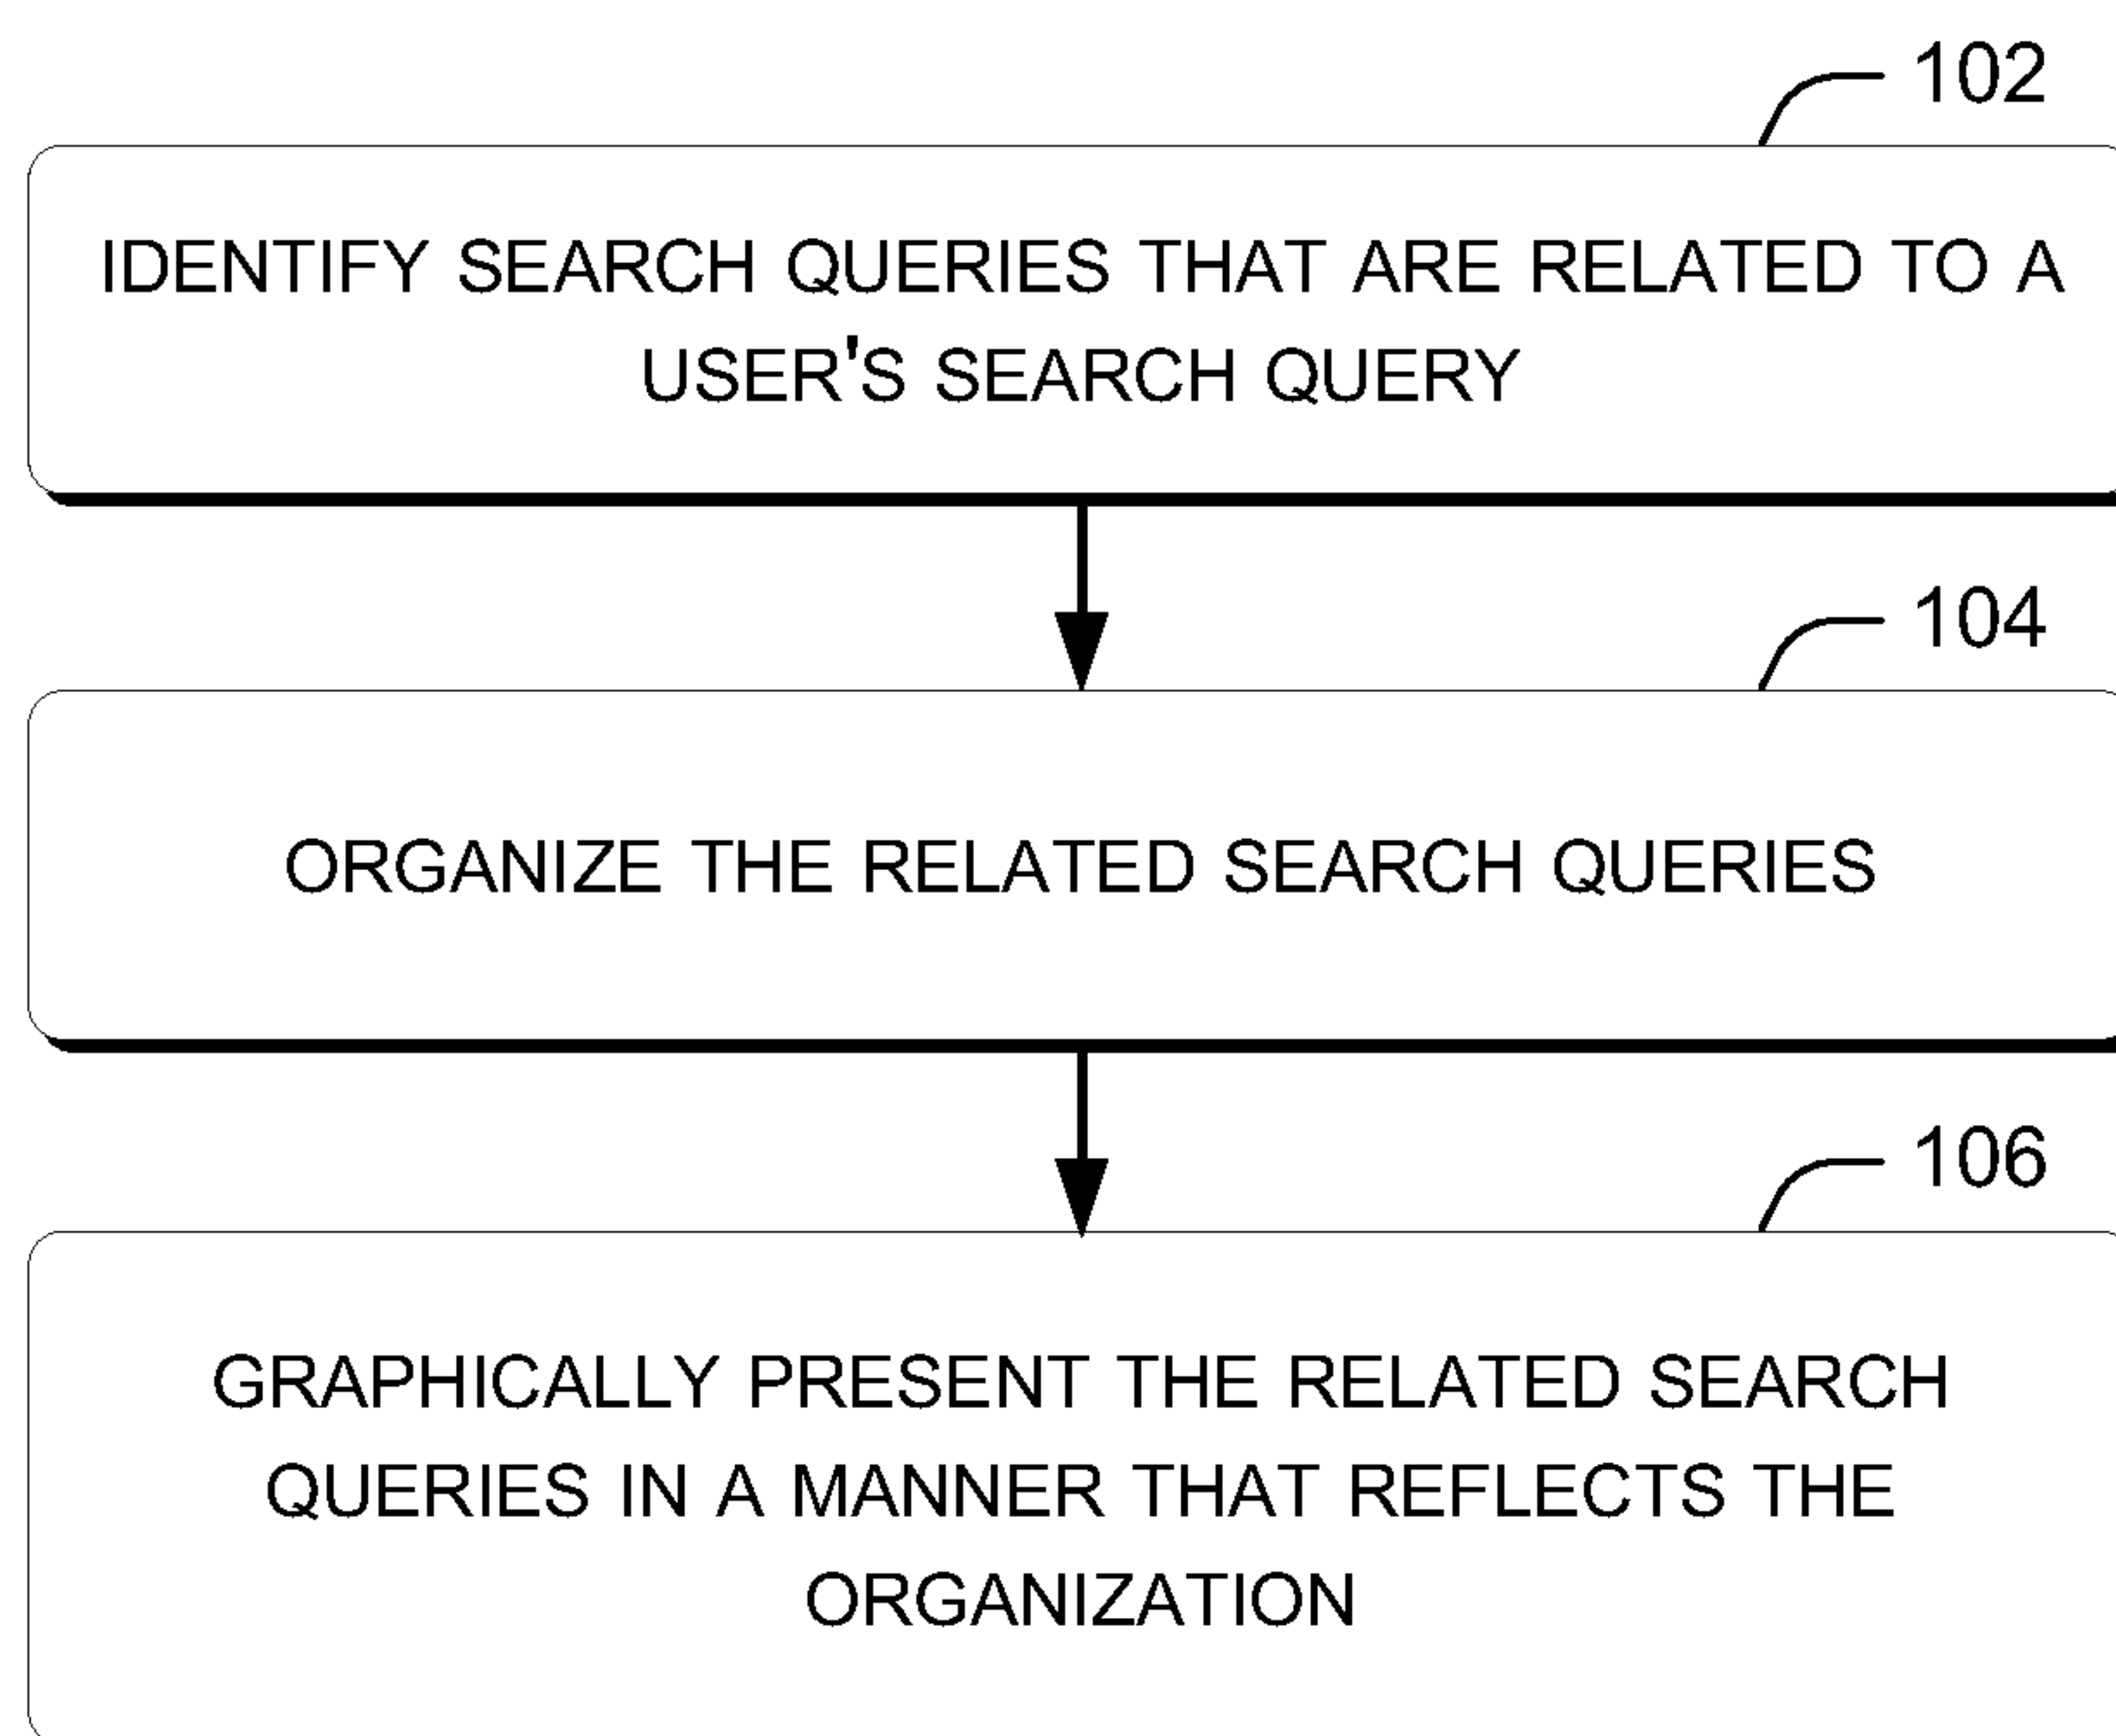 102
IDENTIFY SEARCH QUERIES THAT ARE RELATED TO A
USER'S SEARCH QUERY
104
ORGANIZE THE RELATED SEARCH QUERIES
106
GRAPHICALLY PRESENT THE RELATED SEARCH
QUERIES IN A MANNER THAT REFLECTS THE
ORGANIZATION